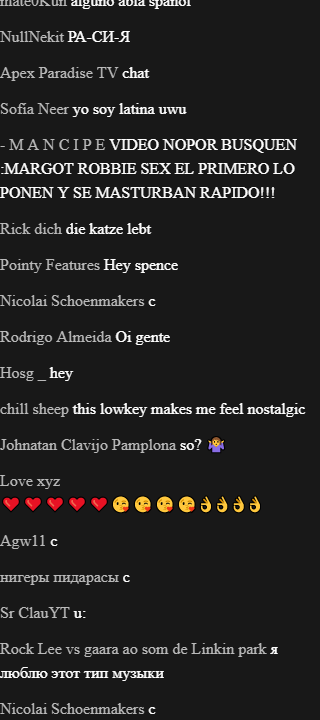 mate0Kun alguno abla spañol
NullNekit РА-СИ-Я
Apex Paradise TV chat
Sofía Neer yo soy latina uwu
- M A N C I P E VIDEO NOPOR BUSQUEN
:MARGOT ROBBIE SEX EL PRIMERO LO
PONEN Y SE MASTURBAN RAPIDO!!!
Rick dich die katze lebt
Pointy Features Hey spence
Nicolai Schoenmakers c
Rodrigo Almeida Oi gente
Hosg _ hey
chill sheep this lowkey makes me feel nostalgic
Johnatan Clavijo Pamplona so? 🤷‍♀️
Love xyz
❤️❤️❤️❤️❤️😘😘😘😘👌👌👌👌
Agw11 c
нигеры пидарасы с
Sr ClauYT u:
Rock Lee vs gaara ao som de Linkin park я
люблю этот тип музыки
Nicolai Schoenmakers c